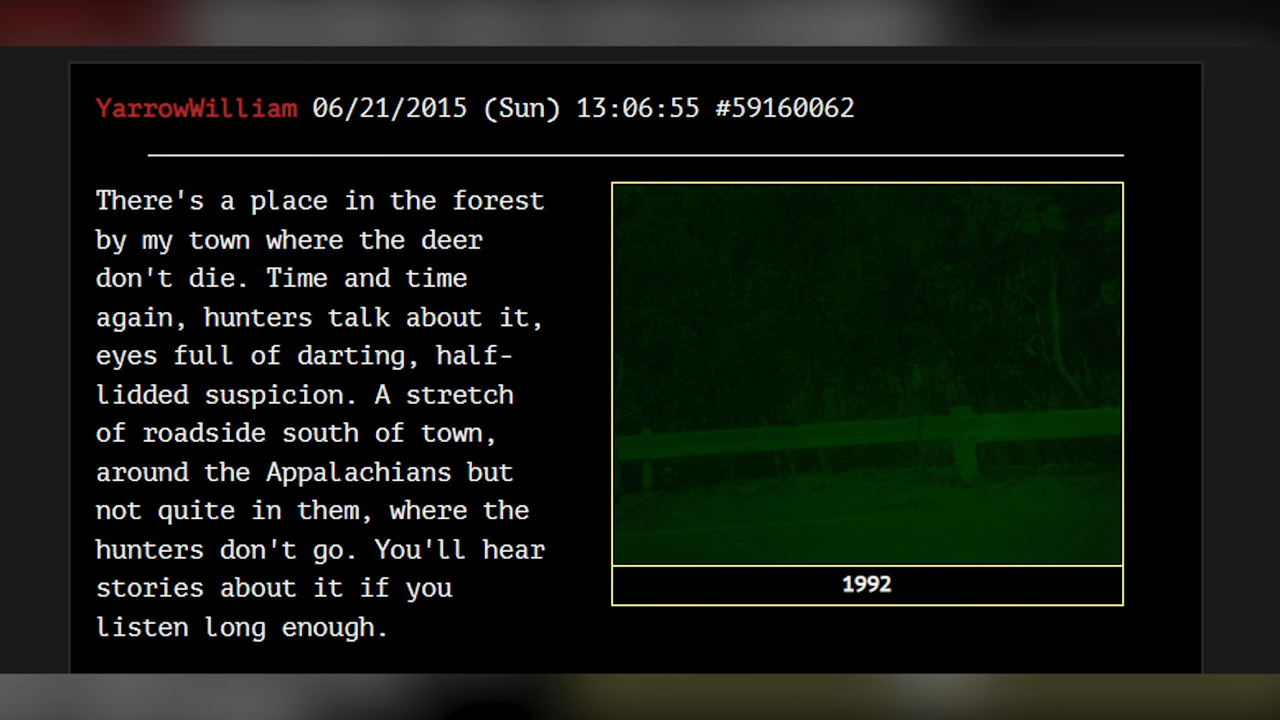 YarrowWilliam 06/21/2015 (Sun) 13:06:55 #59160062
There's a place in the forest
by my town where the deer
don't die. Time and time
again, hunters talk about it,
eyes full of darting, half-
lidded suspicion. A stretch
of roadside south of town,
around the Appalachians but
not quite in them, where the
hunters don't go. You'll hear
stories about it if you
listen long enough.
1992